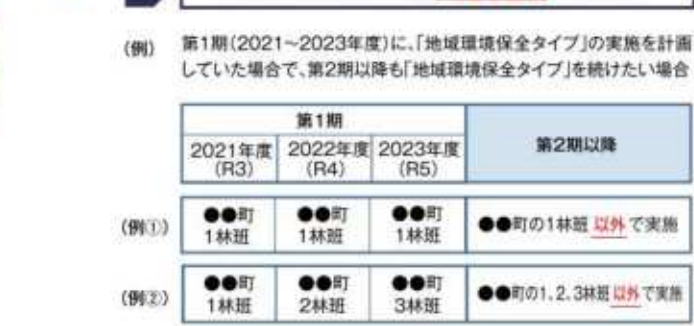 (例) 第1期(2021〜2023年度)に、「地域環境保全タイプ」の実施を計画
していた場合で、第2期以降も「地域環境保全タイプ」を続けたい場合
第1期
第2期以降
2021年度 2022年度 2023年度
(R3) (R4) (R5)
(例①) ●●町 ●●町 ●●町 ●●町の1林班 以外 で実施
1林班 1林班 1林班
(例②) ●●町 ●●町 ●●町 ●●町の1、2、3林班 以外 で実施
1林班 2林班 3林班